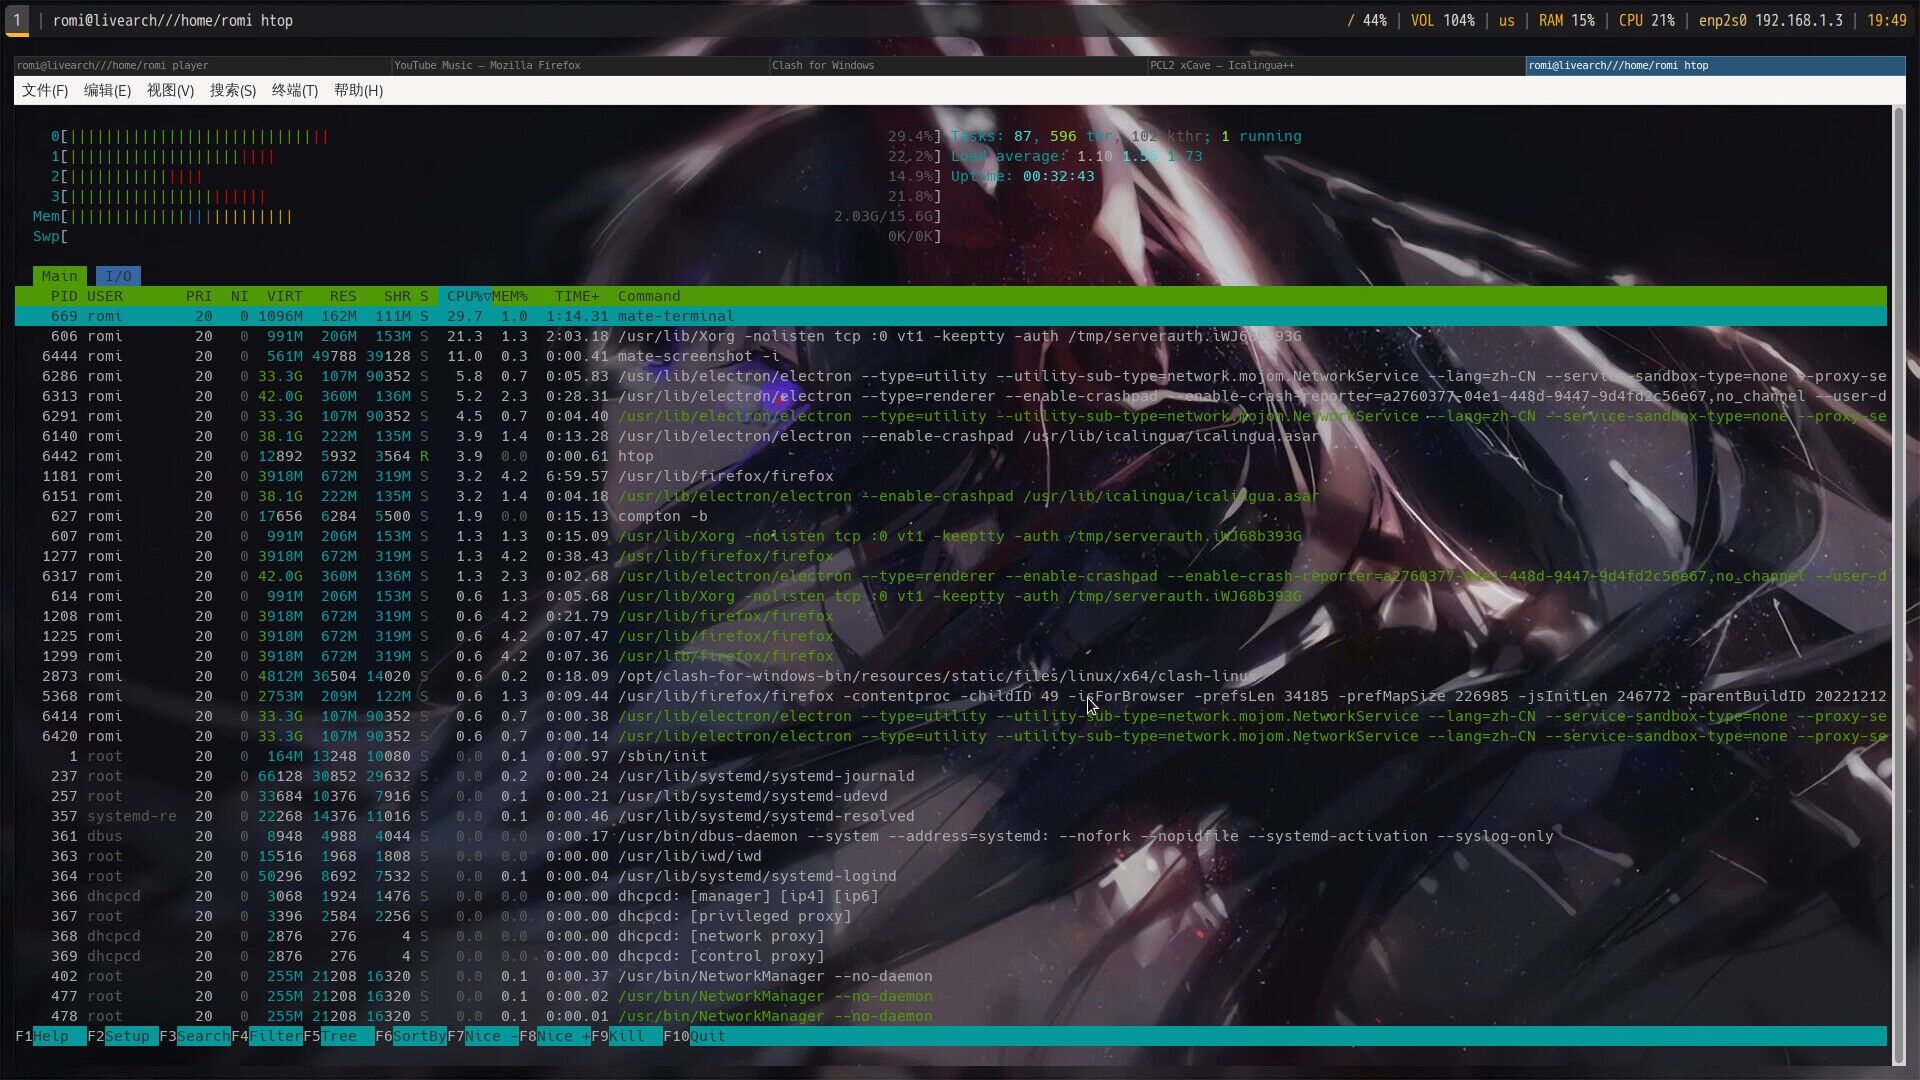 1 | romi@livearch///home/romi htop
/ 44% | VOL 104% | us | RAM 15% | CPU 21% | enp2s0 192.168.1.3 | 19:49
romi@livearch///home/romi player
YouTube Music — Mozilla Firefox
Clash for Windows
PCL2 xCave — Icalingua++
romi@livearch///home/romi htop
文件(F) 编辑(E) 视图(V) 搜索(S) 终端(T) 帮助(H)
0[ 29.4%] Tasks: 87, 596 thr, 102 kthr; 1 running
1[ 22.2%] Load average: 1.10 1.55 1.73
2[ 14.9%] Uptime: 00:32:43
3[ 21.8%]
Mem[ 2.03G/15.6G]
Swp[ 0K/0K]
Main I/O
PID USER PRI NI VIRT RES SHR S CPU%▽MEM% TIME+ Command
669 romi 20 0 1096M 162M 111M S 29.7 1.0 1:14.31 mate-terminal
606 romi 20 0 991M 206M 153M S 21.3 1.3 2:03.18 /usr/lib/Xorg -nolisten tcp :0 vt1 -keeptty -auth /tmp/serverauth.iWJ68b393G
6444 romi 20 0 561M 49788 39128 S 11.0 0.3 0:00.41 mate-screenshot -i
6286 romi 20 0 33.3G 107M 90352 S 5.8 0.7 0:05.83 /usr/lib/electron/electron --type=utility --utility-sub-type=network.mojom.NetworkService --lang=zh-CN --service-sandbox-type=none --proxy-se
6313 romi 20 0 42.0G 360M 136M S 5.2 2.3 0:28.31 /usr/lib/electron/electron --type=renderer --enable-crashpad --enable-crash-reporter=a2760377-04e1-448d-9447-9d4fd2c56e67,no_channel --user-d
6291 romi 20 0 33.3G 107M 90352 S 4.5 0.7 0:04.40 /usr/lib/electron/electron --type=utility --utility-sub-type=network.mojom.NetworkService --lang=zh-CN --service-sandbox-type=none --proxy-se
6140 romi 20 0 38.1G 222M 135M S 3.9 1.4 0:13.28 /usr/lib/electron/electron --enable-crashpad /usr/lib/icalingua/icalingua.asar
6442 romi 20 0 12892 5932 3564 R 3.9 0.0 0:00.61 htop
1181 romi 20 0 3918M 672M 319M S 3.2 4.2 6:59.57 /usr/lib/firefox/firefox
6151 romi 20 0 38.1G 222M 135M S 3.2 1.4 0:04.18 /usr/lib/electron/electron --enable-crashpad /usr/lib/icalingua/icalingua.asar
627 romi 20 0 17656 6284 5500 S 1.9 0.0 0:15.13 compton -b
607 romi 20 0 991M 206M 153M S 1.3 1.3 0:15.09 /usr/lib/Xorg -nolisten tcp :0 vt1 -keeptty -auth /tmp/serverauth.iWJ68b393G
1277 romi 20 0 3918M 672M 319M S 1.3 4.2 0:38.43 /usr/lib/firefox/firefox
6317 romi 20 0 42.0G 360M 136M S 1.3 2.3 0:02.68 /usr/lib/electron/electron --type=renderer --enable-crashpad --enable-crash-reporter=a2760377-04e1-448d-9447-9d4fd2c56e67,no_channel --user-d
614 romi 20 0 991M 206M 153M S 0.6 1.3 0:05.68 /usr/lib/Xorg -nolisten tcp :0 vt1 -keeptty -auth /tmp/serverauth.iWJ68b393G
1208 romi 20 0 3918M 672M 319M S 0.6 4.2 0:21.79 /usr/lib/firefox/firefox
1225 romi 20 0 3918M 672M 319M S 0.6 4.2 0:07.47 /usr/lib/firefox/firefox
1299 romi 20 0 3918M 672M 319M S 0.6 4.2 0:07.36 /usr/lib/firefox/firefox
2873 romi 20 0 4812M 36504 14020 S 0.6 0.2 0:18.09 /opt/clash-for-windows-bin/resources/static/files/linux/x64/clash-linux
5368 romi 20 0 2753M 209M 122M S 0.6 1.3 0:09.44 /usr/lib/firefox/firefox -contentproc -childID 49 -isForBrowser -prefsLen 34185 -prefMapSize 226985 -jsInitLen 246772 -parentBuildID 20221212
6414 romi 20 0 33.3G 107M 90352 S 0.6 0.7 0:00.38 /usr/lib/electron/electron --type=utility --utility-sub-type=network.mojom.NetworkService --lang=zh-CN --service-sandbox-type=none --proxy-se
6420 romi 20 0 33.3G 107M 90352 S 0.6 0.7 0:00.14 /usr/lib/electron/electron --type=utility --utility-sub-type=network.mojom.NetworkService --lang=zh-CN --service-sandbox-type=none --proxy-se
1 root 20 0 164M 13248 10080 S 0.0 0.1 0:00.97 /sbin/init
237 root 20 0 66128 30852 29632 S 0.0 0.2 0:00.24 /usr/lib/systemd/systemd-journald
257 root 20 0 33684 10376 7916 S 0.0 0.1 0:00.21 /usr/lib/systemd/systemd-udevd
357 systemd-re 20 0 22268 14376 11016 S 0.0 0.1 0:00.46 /usr/lib/systemd/systemd-resolved
361 dbus 20 0 8948 4988 4044 S 0.0 0.0 0:00.17 /usr/bin/dbus-daemon --system --address=systemd: --nofork --nopidfile --systemd-activation --syslog-only
363 root 20 0 15516 1968 1808 S 0.0 0.0 0:00.00 /usr/lib/iwd/iwd
364 root 20 0 50296 8692 7532 S 0.0 0.1 0:00.04 /usr/lib/systemd/systemd-logind
366 dhcpcd 20 0 3068 1924 1476 S 0.0 0.0 0:00.00 dhcpcd: [manager] [ip4] [ip6]
367 root 20 0 3396 2584 2256 S 0.0 0.0 0:00.00 dhcpcd: [privileged proxy]
368 dhcpcd 20 0 2876 276 4 S 0.0 0.0 0:00.00 dhcpcd: [network proxy]
369 dhcpcd 20 0 2876 276 4 S 0.0 0.0 0:00.00 dhcpcd: [control proxy]
402 root 20 0 255M 21208 16320 S 0.0 0.1 0:00.37 /usr/bin/NetworkManager --no-daemon
477 root 20 0 255M 21208 16320 S 0.0 0.1 0:00.02 /usr/bin/NetworkManager --no-daemon
478 root 20 0 255M 21208 16320 S 0.0 0.1 0:00.01 /usr/bin/NetworkManager --no-daemon
F1Help F2Setup F3SearchF4FilterF5Tree F6SortByF7Nice -F8Nice +F9Kill F10Quit